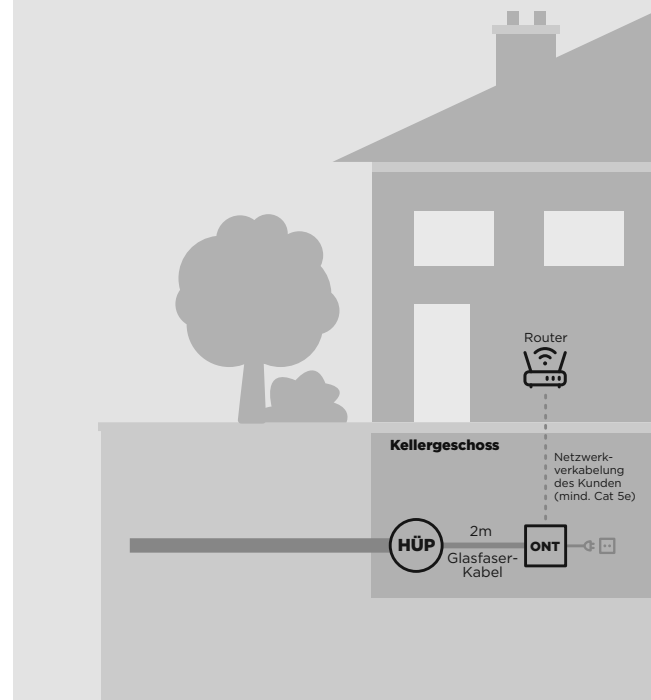 Router
Kellergeschoss
Netzwerk-
verkabelung
des Kunden
(mind. Cat 5e)
HÜP
2m
Glasfaser-
Kabel
ONT